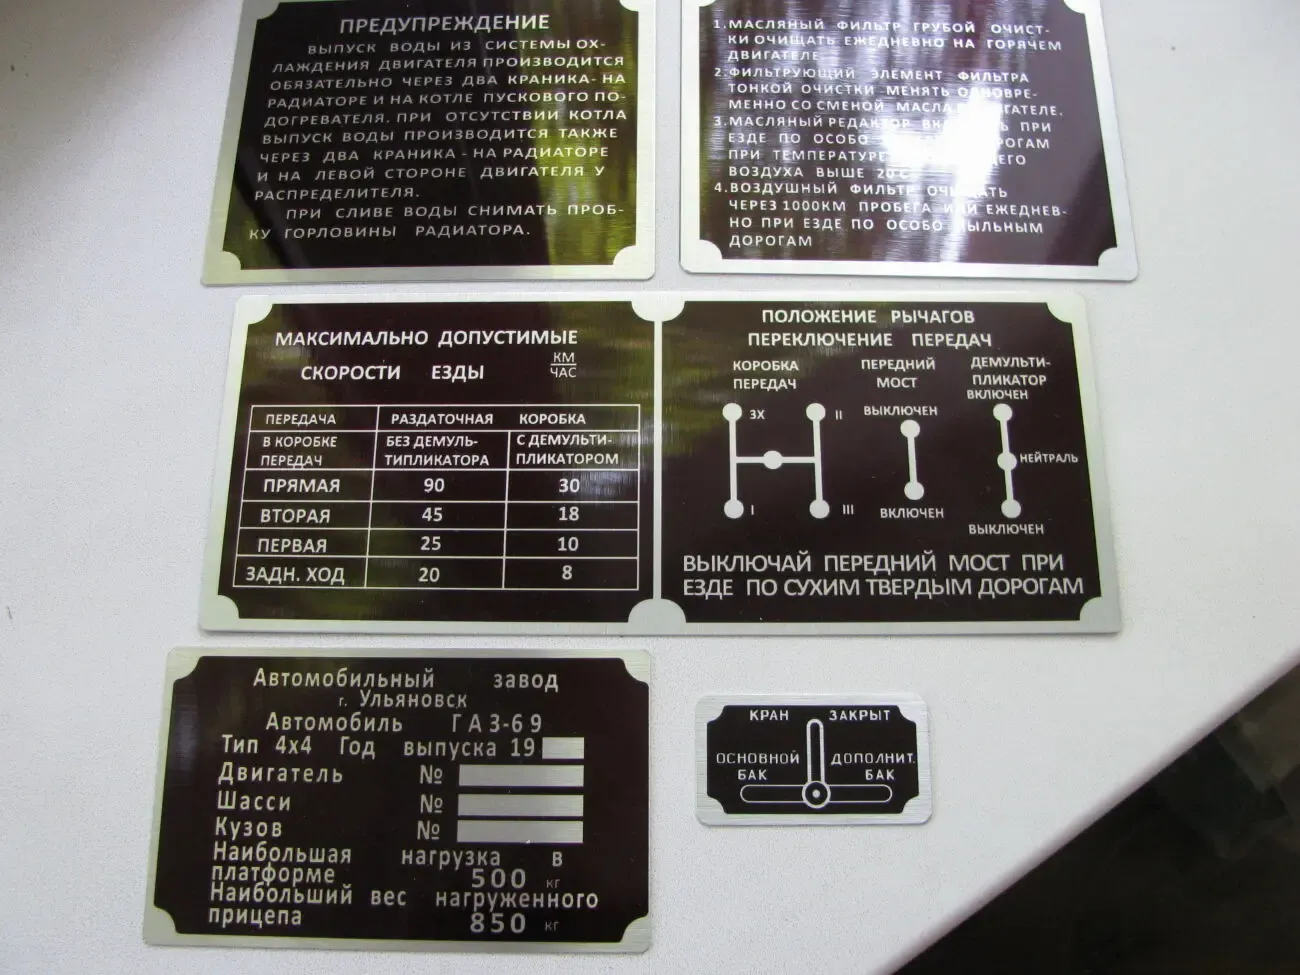 ПРЕДУПРЕЖДЕНИЕ
ВЫПУСК ВОДЫ ИЗ СИСТЕМЫ ОХ-
ЛАЖДЕНИЯ ДВИГАТЕЛЯ ПРОИЗВОДИТСЯ
ОБЯЗАТЕЛЬНО ЧЕРЕЗ ДВА КРАНИКА-НА
РАДИАТОРЕ И НА КОТЛЕ ПУСКОВОГО ПО-
ДОГРЕВАТЕЛЯ. ПРИ ОТСУТСТВИИ КОТЛА
ВЫПУСК ВОДЫ ПРОИЗВОДИТСЯ ТАКЖЕ
ЧЕРЕЗ ДВА КРАНИКА - НА РАДИАТОРЕ
И НА ЛЕВОЙ СТОРОНЕ ДВИГАТЕЛЯ У
РАСПРЕДЕЛИТЕЛЯ.
ПРИ СЛИВЕ ВОДЫ СНИМАТЬ ПРОБ-
КУ ГОРЛОВИНЫ РАДИАТОРА.
1.МАСЛЯНЫЙ ФИЛЬТР ГРУБОЙ ОЧИСТ-
КИ ОЧИЩАТЬ ЕЖЕДНЕВНО НА ГОРЯЧЕМ
ДВИГАТЕЛЕ
2.ФИЛЬТРУЮЩИЙ ЭЛЕМЕНТ ФИЛЬТРА
ТОНКОЙ ОЧИСТКИ МЕНЯТЬ ОДНОВРЕ-
МЕННО СО СМЕНОЙ МАСЛА
3.МАСЛЯНЫЙ РЕДАКТОР ПРИ
ЕЗДЕ ПО ОСОБО ДОРОГАМ
ПРИ ТЕМПЕРАТУРЕ
ВОЗДУХА ВЫШЕ 20 С
4.ВОЗДУШНЫЙ ФИЛЬТР ОЧИЩАТЬ
ЧЕРЕЗ 1000КМ ПРОБЕГА ИЛИ ЕЖЕДНЕВ-
НО ПРИ ЕЗДЕ ПО ОСОБО ПЫЛЬНЫМ
ДОРОГАМ
МАКСИМАЛЬНО ДОПУСТИМЫЕ
СКОРОСТИ ЕЗДЫ КМ
ЧАС
ПЕРЕДАЧА РАЗДАТОЧНАЯ КОРОБКА
В КОРОБКЕ БЕЗ ДЕМУЛЬ- С ДЕМУЛЬТИ-
ПЕРЕДАЧ ТИПЛИКАТОРА ПЛИКАТОРОМ
ПРЯМАЯ 90 30
ВТОРАЯ 45 18
ПЕРВАЯ 25 10
ЗАДН. ХОД 20 8
ПОЛОЖЕНИЕ РЫЧАГОВ
ПЕРЕКЛЮЧЕНИЕ ПЕРЕДАЧ
КОРОБКА
ПЕРЕДАЧ
ЗХ
II
I
III
ПЕРЕДНИЙ
МОСТ
ВЫКЛЮЧЕН
ВКЛЮЧЕН
ДЕМУЛЬТИ-
ПЛИКАТОР
ВКЛЮЧЕН
НЕЙТРАЛЬ
ВЫКЛЮЧЕН
ВЫКЛЮЧАЙ ПЕРЕДНИЙ МОСТ ПРИ
ЕЗДЕ ПО СУХИМ ТВЕРДЫМ ДОРОГАМ
Автомобильный завод
г. Ульяновск
Автомобиль ГАЗ-69
Тип 4х4 Год выпуска 19
Двигатель №
Шасси №
Кузов №
Наибольшая нагрузка в
платформе 500 кг
Наибольший вес нагруженного
прицепа 850 кг
КРАН ЗАКРЫТ
ОСНОВНОЙ ДОПОЛНИТ.
БАК БАК